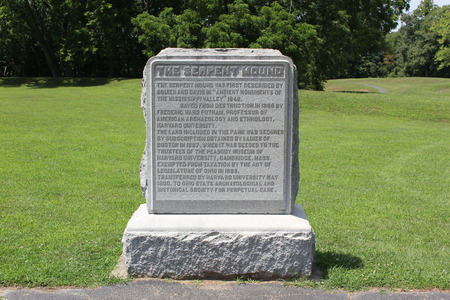 THE SERPENT MOUND
THE SERPENT MOUND WAS FIRST DESCRIBED BY
SQUIER AND DAVIS IN "ANCIENT MONUMENTS OF
THE MISSISSIPPI VALLEY" 1848.
SAVED FROM DESTRUCTION IN 1886 BY
FREDERIC WARD PUTNAM, PROFESSOR OF
AMERICAN ARCHAEOLOGY AND ETHNOLOGY,
HARVARD UNIVERSITY.
THE LAND INCLUDED IN THE PARK WAS SECURED
BY SUBSCRIPTION OBTAINED BY LADIES OF
BOSTON IN 1887, WHEN IT WAS DEEDED TO THE
TRUSTEES OF THE PEABODY MUSEUM OF
HARVARD UNIVERSITY, CAMBRIDGE, MASS.
EXEMPTED FROM TAXATION BY THE ACT OF
LEGISLATURE OF OHIO IN 1888.
TRANSFERRED BY HARVARD UNIVERSITY MAY
1900, TO OHIO STATE ARCHAEOLOGICAL AND
HISTORICAL SOCIETY FOR PERPETUAL CARE.